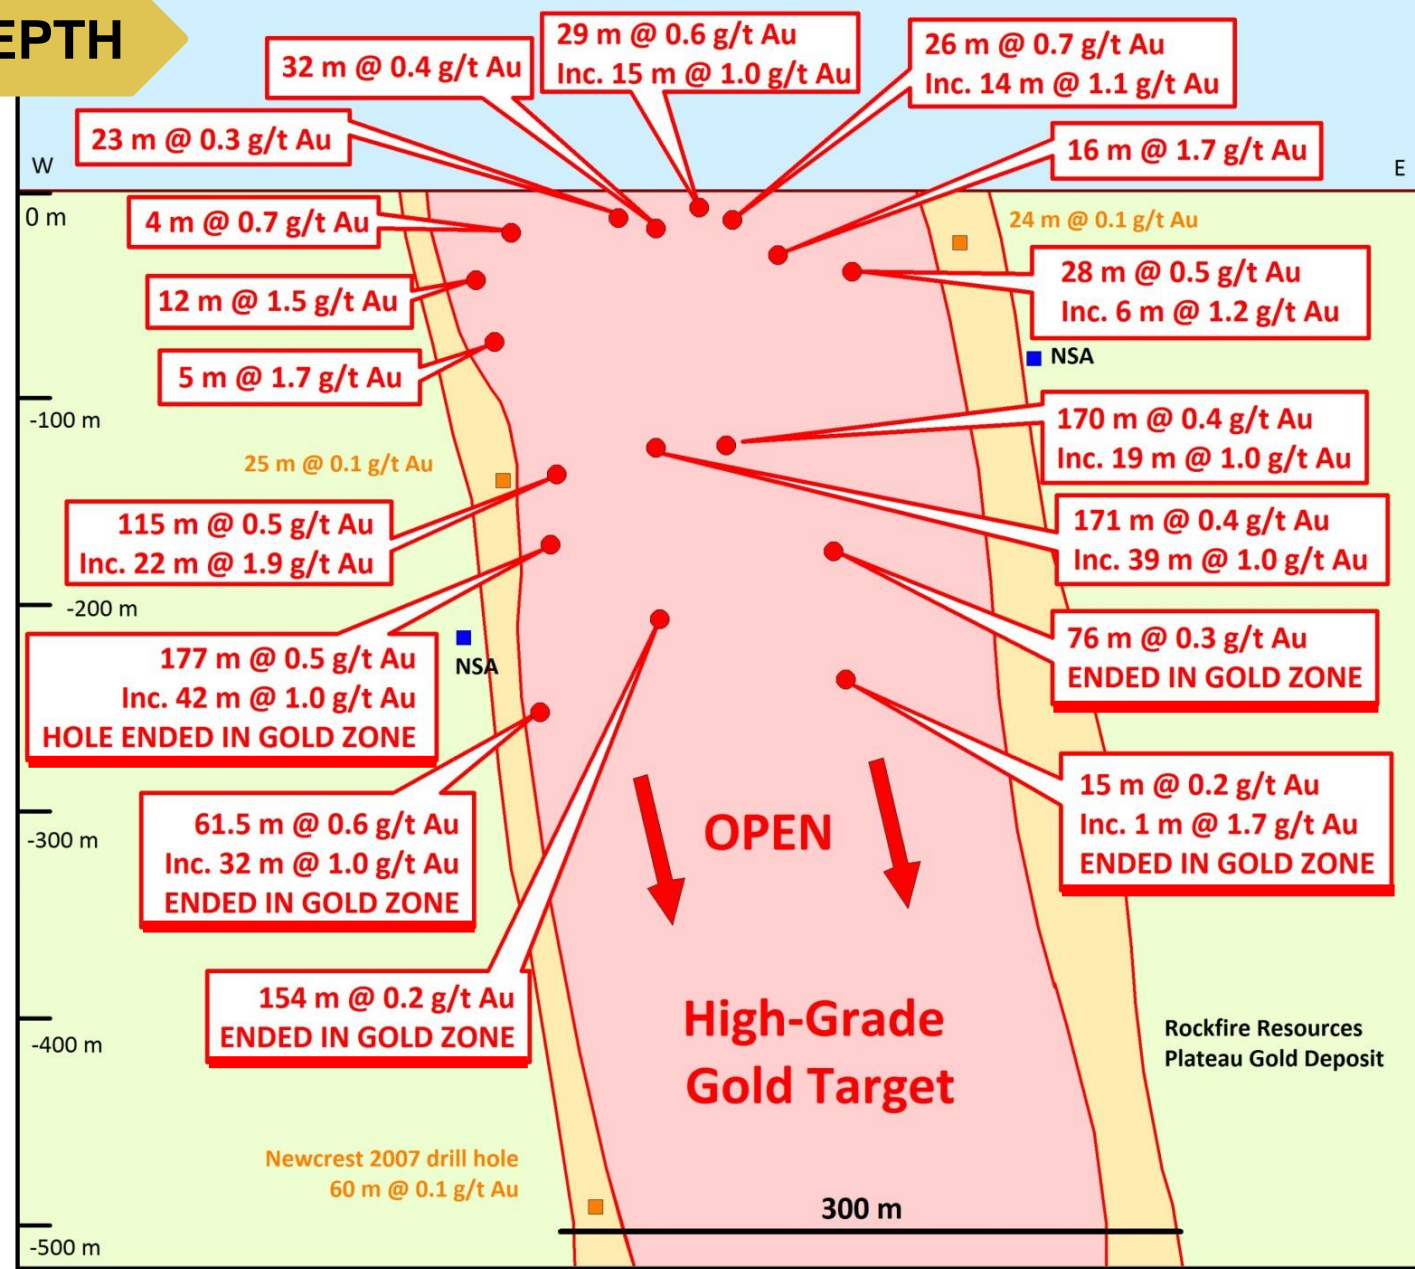 EPTH
32 m @ 0.4 g/t Au
29 m @ 0.6 g/t Au
Inc. 15 m @ 1.0 g/t Au
26 m @ 0.7 g/t Au
Inc. 14 m @ 1.1 g/t Au
23 m @ 0.3 g/t Au
16 m @ 1.7 g/t Au
W
E
0 m
4 m @ 0.7 g/t Au
24 m @ 0.1 g/t Au
12 m @ 1.5 g/t Au
28 m @ 0.5 g/t Au
Inc. 6 m @ 1.2 g/t Au
NSA
5 m @ 1.7 g/t Au
-100 m
170 m @ 0.4 g/t Au
Inc. 19 m @ 1.0 g/t Au
25 m @ 0.1 g/t Au
115 m @ 0.5 g/t Au
Inc. 22 m @ 1.9 g/t Au
171 m @ 0.4 g/t Au
Inc. 39 m @ 1.0 g/t Au
-200 m
76 m @ 0.3 g/t Au
ENDED IN GOLD ZONE
177 m @ 0.5 g/t Au
Inc. 42 m @ 1.0 g/t Au
HOLE ENDED IN GOLD ZONE
NSA
15 m @ 0.2 g/t Au
Inc. 1 m @ 1.7 g/t Au
ENDED IN GOLD ZONE
-300 m
61.5 m @ 0.6 g/t Au
Inc. 32 m @ 1.0 g/t Au
ENDED IN GOLD ZONE
OPEN
154 m @ 0.2 g/t Au
ENDED IN GOLD ZONE
-400 m
High-Grade
Gold Target
Rockfire Resources
Plateau Gold Deposit
Newcrest 2007 drill hole
60 m @ 0.1 g/t Au
300 m
-500 m